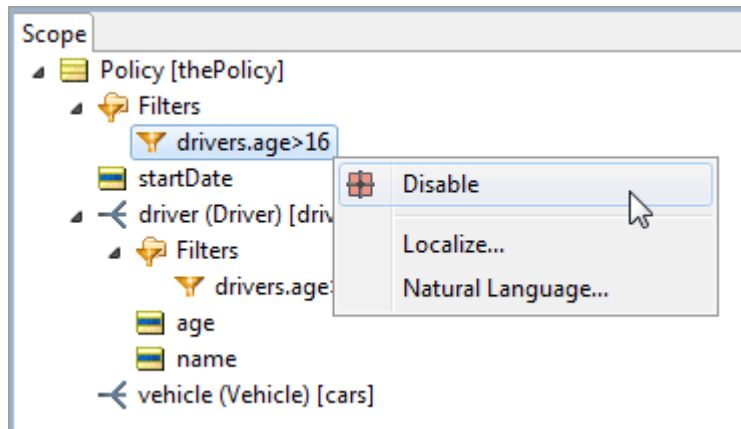 Scope
Policy [thePolicy]
Filters
drivers.age>16
startDate
Disable
driver (Driver) [driv
Localize...
Filters
Natural Language...
drivers.age
age
name
vehicle (Vehicle) [cars]